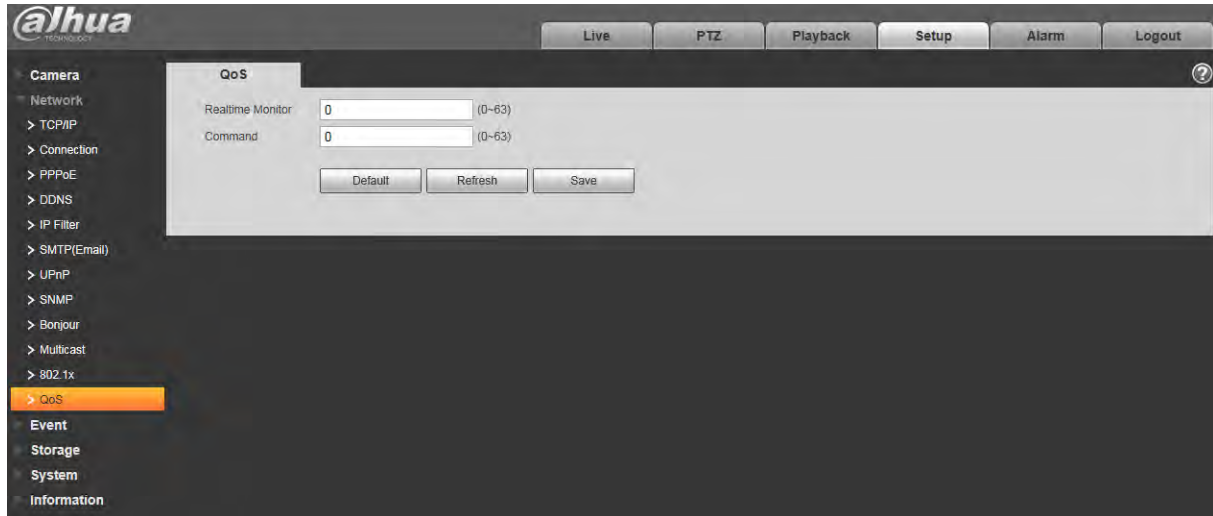 alhua
TECHNOLOGY
Live PTZ Playback Setup Alarm Logout
Camera
Network
> TCP/IP
> Connection
> PPPoE
> DDNS
> IP Filter
> SMTP(Email)
> UPnP
> SNMP
> Bonjour
> Multicast
> 802.1x
> QoS
Event
Storage
System
Information
QoS
?
Realtime Monitor 0 (0~63)
Command 0 (0~63)
Default Refresh Save